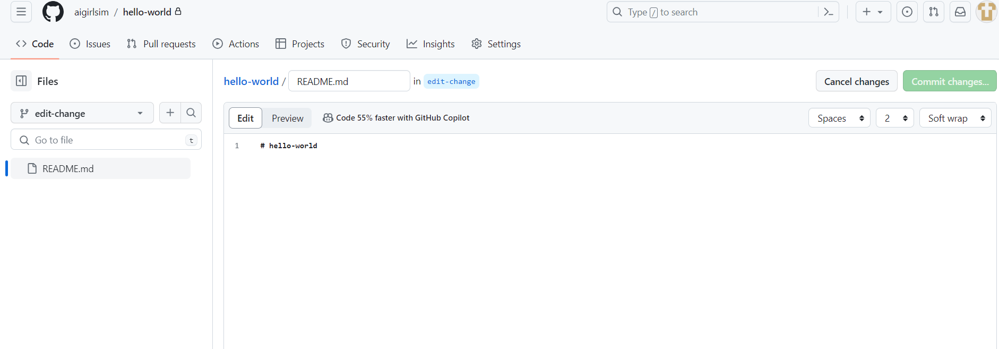 aigirlsim / hello-world
Type / to search
Code Issues Pull requests Actions Projects Security Insights Settings
Files
edit-change
Go to file t
README.md
hello-world / README.md in edit-change
Cancel changes Commit changes...
Edit Preview Code 55% faster with GitHub Copilot
Spaces 2 Soft wrap
1 # hello-world